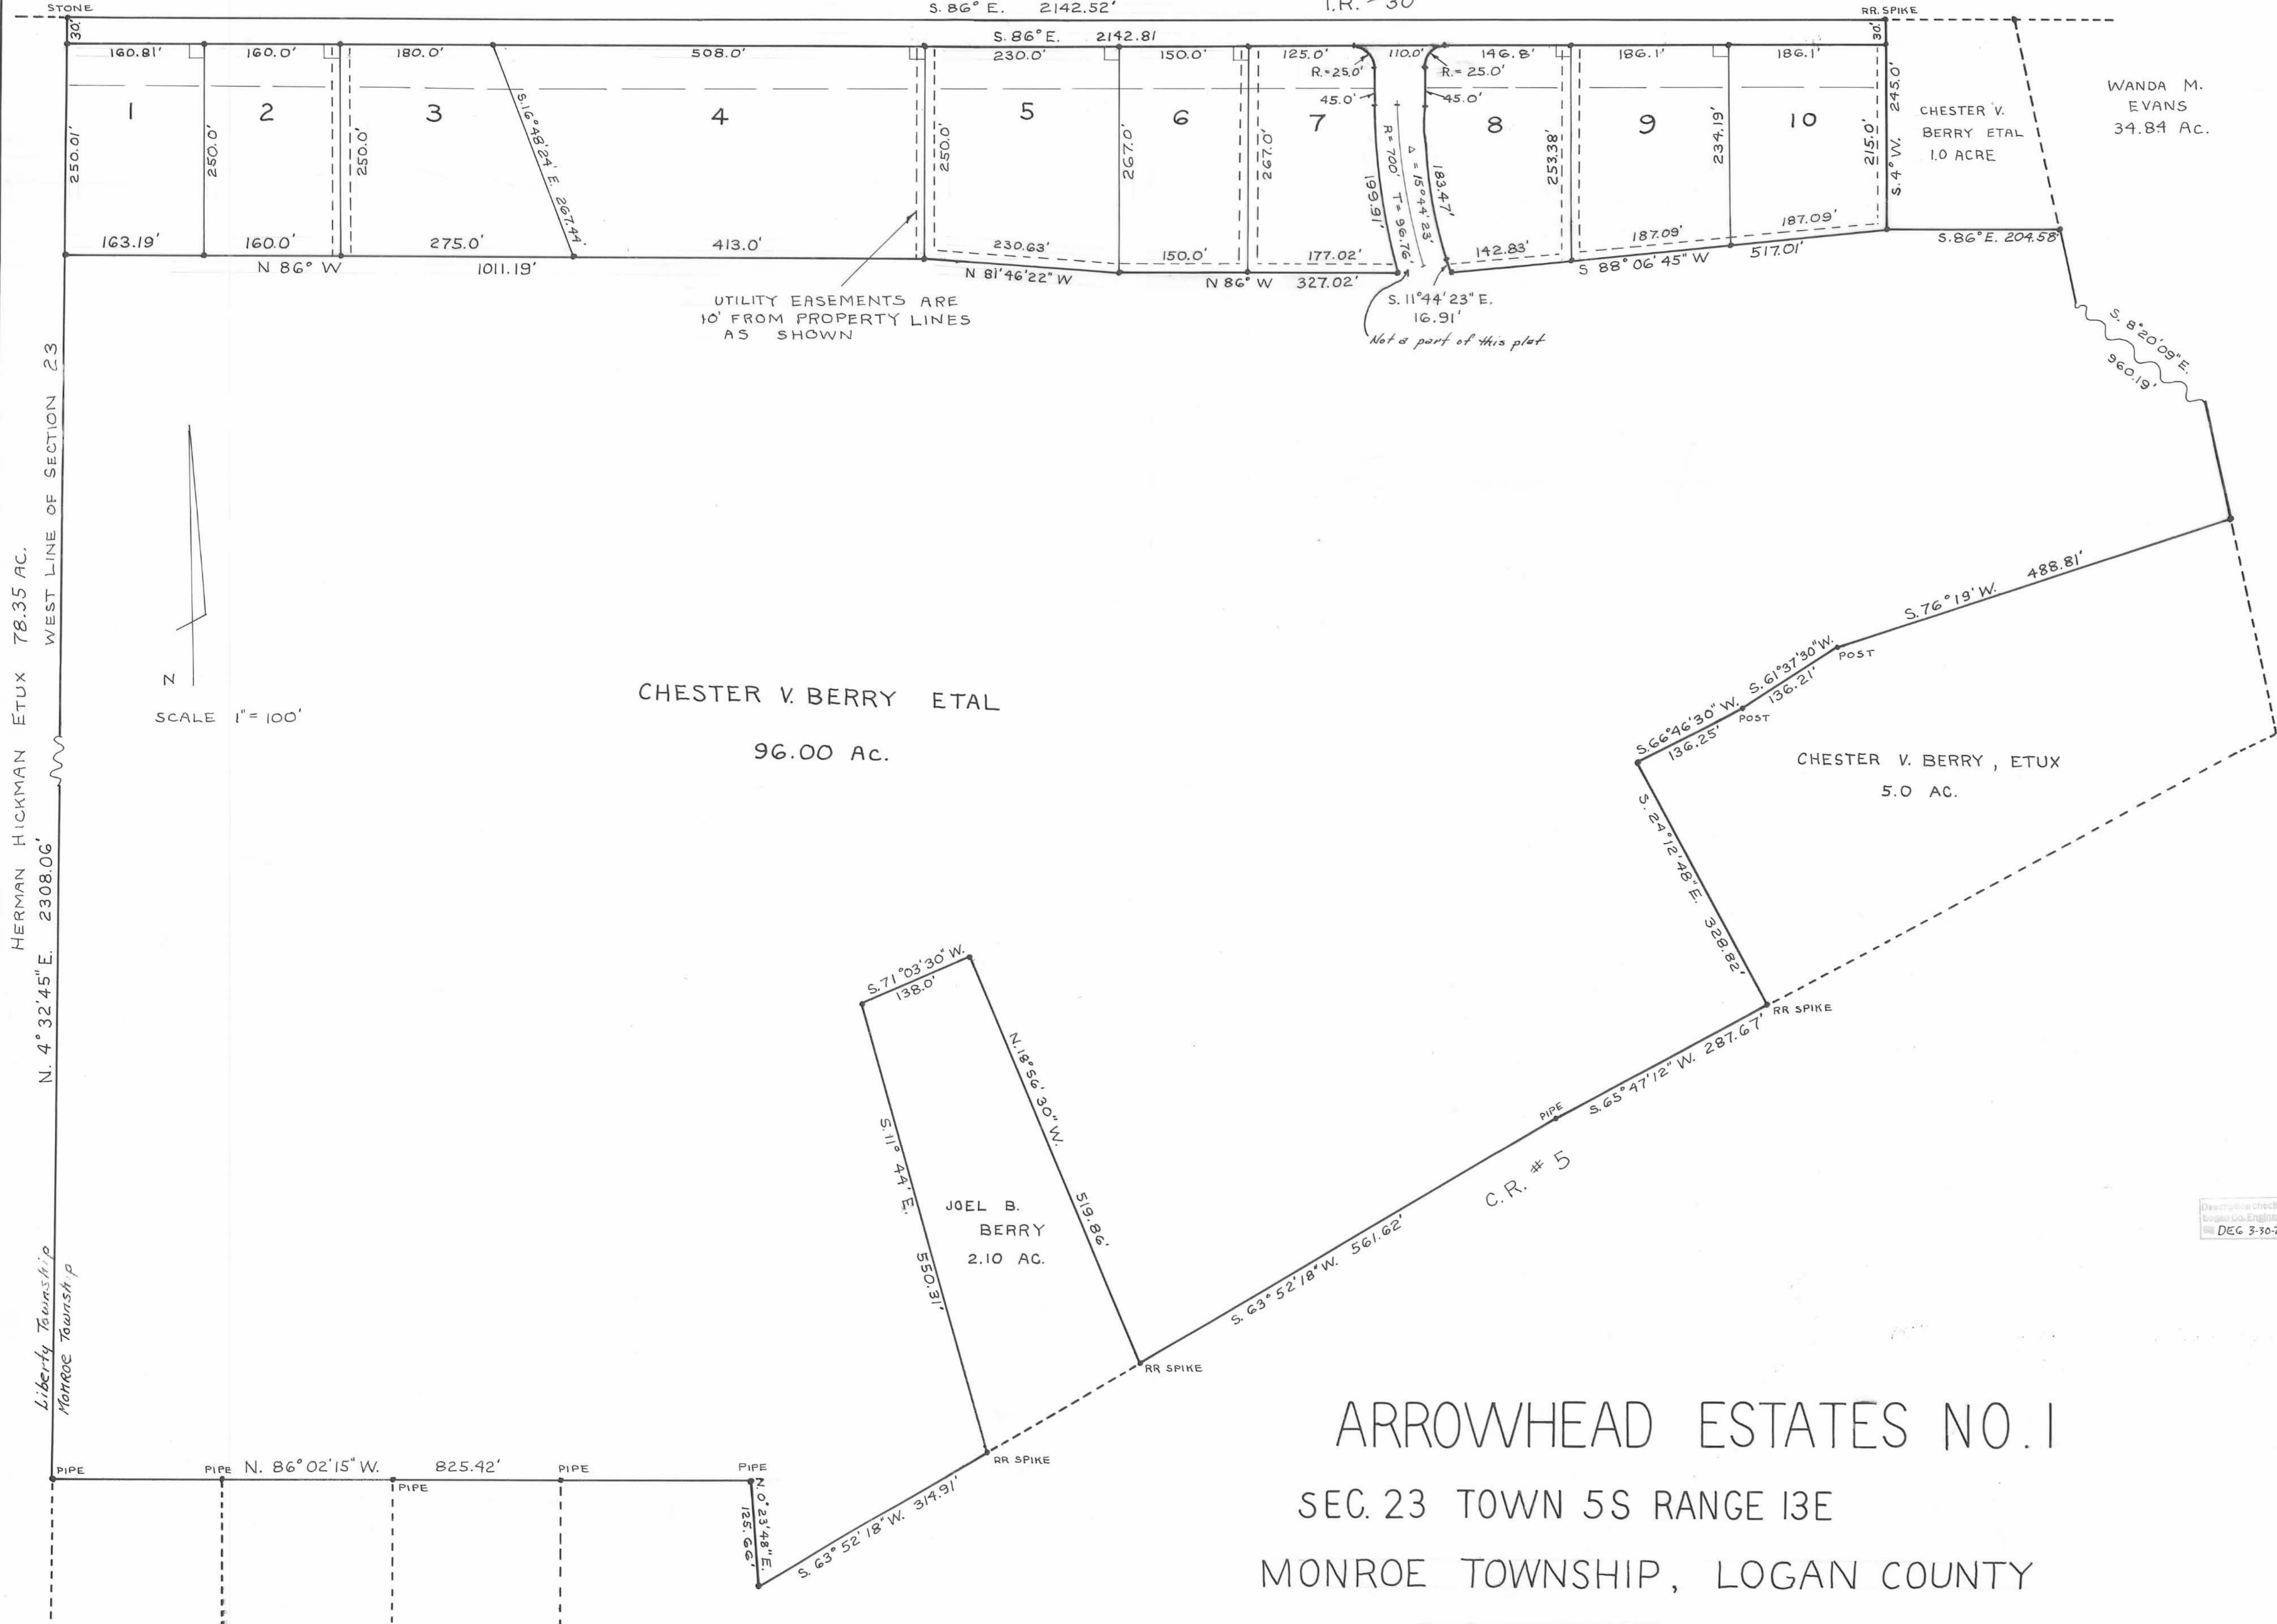 STONE
S. 86° E. 2142.52'
T.R. - 30
RR. SPIKE
30'
S. 86° E. 2142.81
30'
160.81'
160.0'
180.0'
508.0'
230.0'
150.0'
125.0'
110.0'
146.8'
186.1'
186.1'
R.=25.0'
R.= 25.0'
45.0'
45.0'
1
2
3
4
5
6
7
8
9
10
250.01'
250.0'
250.0'
S.16°48'24" E. 267.44'
250.0'
267.0'
267.0'
199.91'
R= 700' T= 96.76'
Δ = 15°44'23"
183.47'
253.38'
234.19'
215.0'
S. 4° W. 245.0'
CHESTER V.
BERRY ETAL
1.0 ACRE
WANDA M.
EVANS
34.84 AC.
163.19'
160.0'
275.0'
413.0'
230.63'
150.0'
177.02'
142.83'
187.09'
187.09'
N 86° W 1011.19'
N 81°46'22" W
N 86° W 327.02'
S 88° 06' 45" W 517.01'
S.86°E. 204.58'
UTILITY EASEMENTS ARE
10' FROM PROPERTY LINES
AS SHOWN
S. 11°44'23" E.
16.91'
Not a part of this plat
S. 8°20'09" E.
960.19'
HERMAN HICKMAN ETUX 78.35 AC.
WEST LINE OF SECTION 23
N. 4° 32'45" E. 2308.06'
N
SCALE 1" = 100'
CHESTER V. BERRY ETAL
96.00 AC.
S. 76° 19' W. 488.81'
S. 61°37'30" W.
136.21'
POST
S. 66°46'30" W.
136.25'
POST
CHESTER V. BERRY, ETUX
5.0 AC.
S. 24°12'48" E. 328.82'
RR SPIKE
S. 65°47'12" W. 287.67'
PIPE
C.R. # 5
S. 63° 52'18" W. 561.62'
S. 71°03'30" W.
138.0'
N. 18°56'30" W. 519.86'
S. 11° 44' E. 550.31'
JOEL B.
BERRY
2.10 AC.
RR SPIKE
RR SPIKE
S. 63° 52' 18" W. 314.91'
Liberty Township
Monroe Township
PIPE
PIPE
N. 86° 02'15" W. 825.42'
PIPE
PIPE
PIPE
N. 0°23'48" E.
125.66'
DEG 3-30-
ARROWHEAD ESTATES NO. 1
SEC. 23 TOWN 5S RANGE 13E
MONROE TOWNSHIP, LOGAN COUNTY